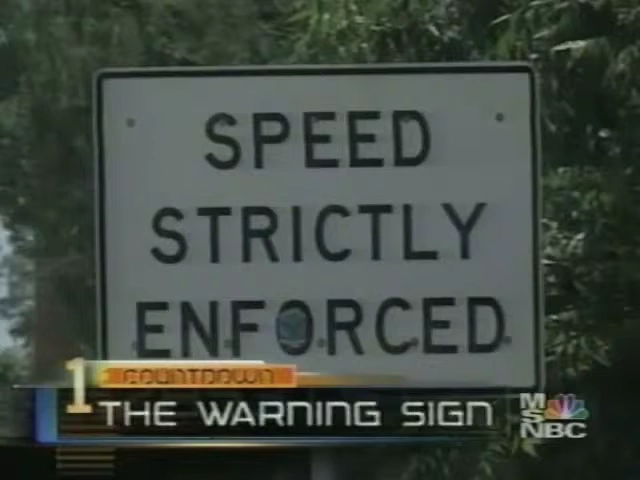 SPEED
STRICTLY
ENFORCED
1 COUNTDOWN
THE WARNING SIGN
MSNBC